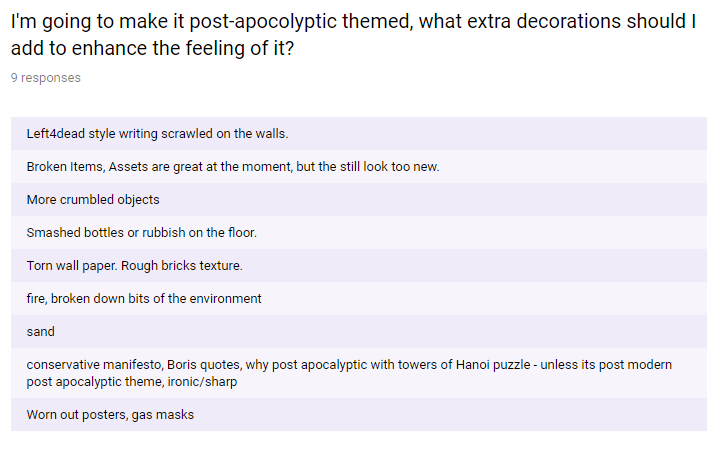 I'm going to make it post-apocolyptic themed, what extra decorations should I
add to enhance the feeling of it?
9 responses
Left4dead style writing scrawled on the walls.
Broken Items, Assets are great at the moment, but the still look too new.
More crumbled objects
Smashed bottles or rubbish on the floor.
Torn wall paper. Rough bricks texture.
fire, broken down bits of the environment
sand
conservative manifesto, Boris quotes, why post apocalyptic with towers of Hanoi puzzle - unless its post modern
post apocalyptic theme, ironic/sharp
Worn out posters, gas masks